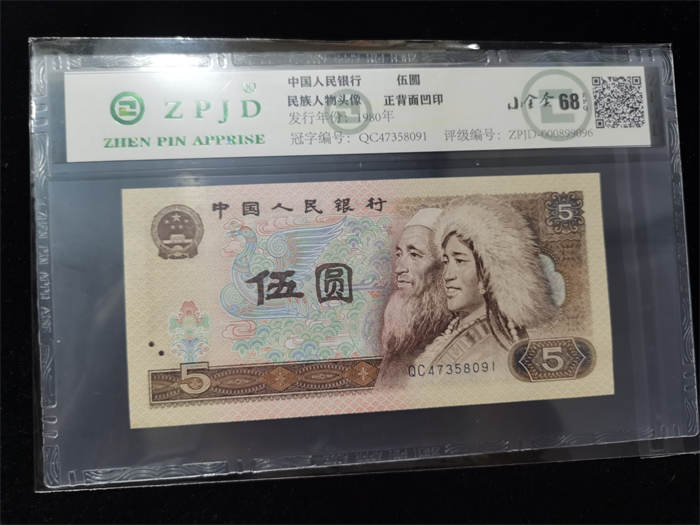 ZPJD
ZHEN PIN APPRISE
中国人民银行 伍圆
民族人物头像 正背面凹印
发行年份：1980年
冠字编号：QC47358091 评级编号：ZPJD-600899096
68
中国人民银行
5
伍圆
QC47358091
5
5